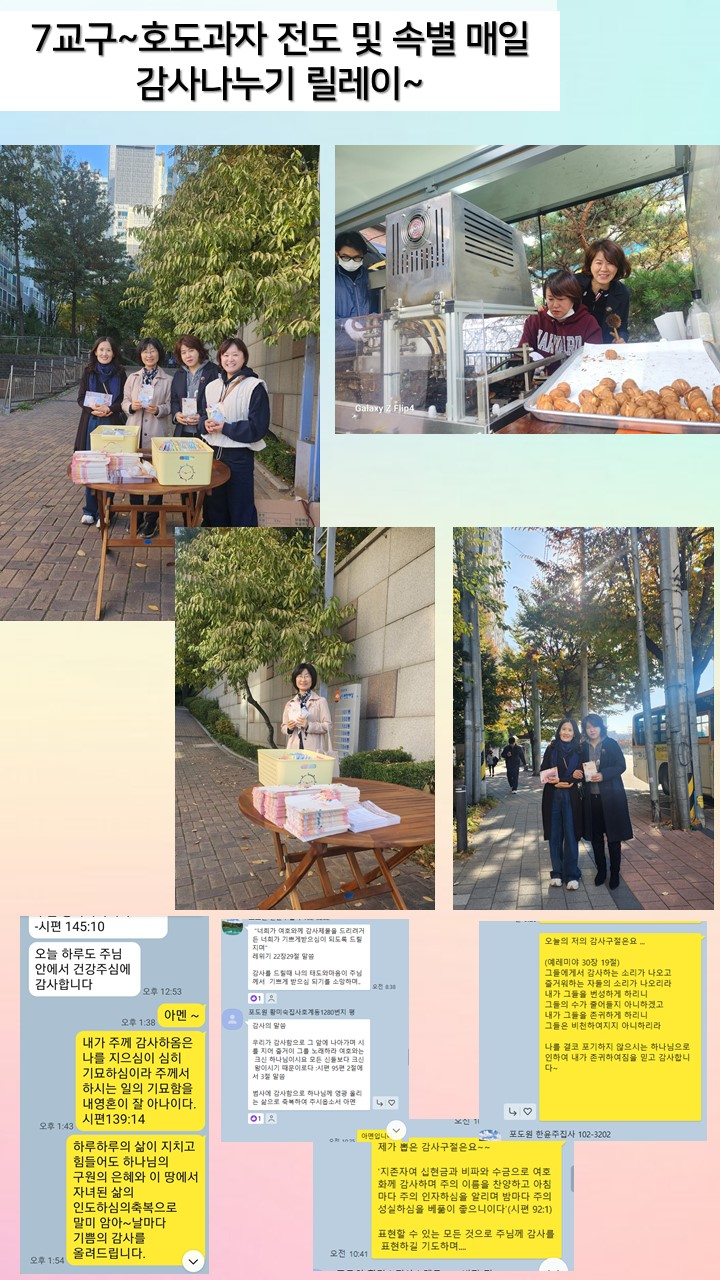 7교구~호도과자 전도 및 속별 매일
감사나누기 릴레이~
HARVARD
Galaxy Z Flip4
-시편 145:10
오늘 하루도 주님
안에서 건강주심에
감사합니다
오후 12:53
아멘 ~
오후 1:38
내가 주께 감사하옴은
나를 지으심이 심히
기묘하심이라 주께서
하시는 일의 기묘함을
내영혼이 잘 아나이다.
시편139:14
오후 1:43
하루하루의 삶이 지치고
힘들어도 하나님의
구원의 은혜와 이 땅에서
자녀된 삶의
인도하심의축복으로
말미 암아~날마다
기쁨의 감사를
올려드립니다.
오후 1:54
"너희가 여호와께 감사제물을 드리려거
든 너희가 기쁘게받으심이 되도록 드릴
지며"
레위기 22장29절 말씀
감사를 드릴때 나의 태도와마음이 주님
께서 기쁘게 받으심 되기를 소망하며..
오전 8:38
1
포도원 황미숙집사호계동1280번지 평
감사의 말씀
우리가 감사함으로 그 앞에 나아가며 시
를 지어 즐거이 그를 노래하라 여호와는
크신 하나님이시요 모든 신들보다 크신
왕이시기 때문이로다 :시편 95편 2절에
서 3절 말씀
범사에 감사함으로 하나님께 영광 올리
는 삶으로 축복하여 주시옵소서 아멘
1
오늘의 저의 감사구절은요 ...
(예레미야 30장 19절)
그들에게서 감사하는 소리가 나오고
즐거워하는 자들의 소리가 나오리라
내가 그들을 번성하게 하리니
그들의 수가 줄어들지 아니하겠고
내가 그들을 존귀하게 하리니
그들은 비천하여지지 아니하리라
나를 결코 포기하지 않으시는 하나님으로
인하여 내가 존귀하여짐을 믿고 감사합니
다~
포도원 한윤주집사 102-3202
제가 뽑은 감사구절은요~~
'지존자여 십현금과 비파와 수금으로 여호
와께 감사하며 주의 이름을 찬양하고 아침
마다 주의 인자하심을 알리며 밤마다 주의
성실하심을 베풂이 좋으니이다'(시편 92:1)
표현할 수 있는 모든 것으로 주님께 감사를
표현하길 기도하며....
오전 10:41